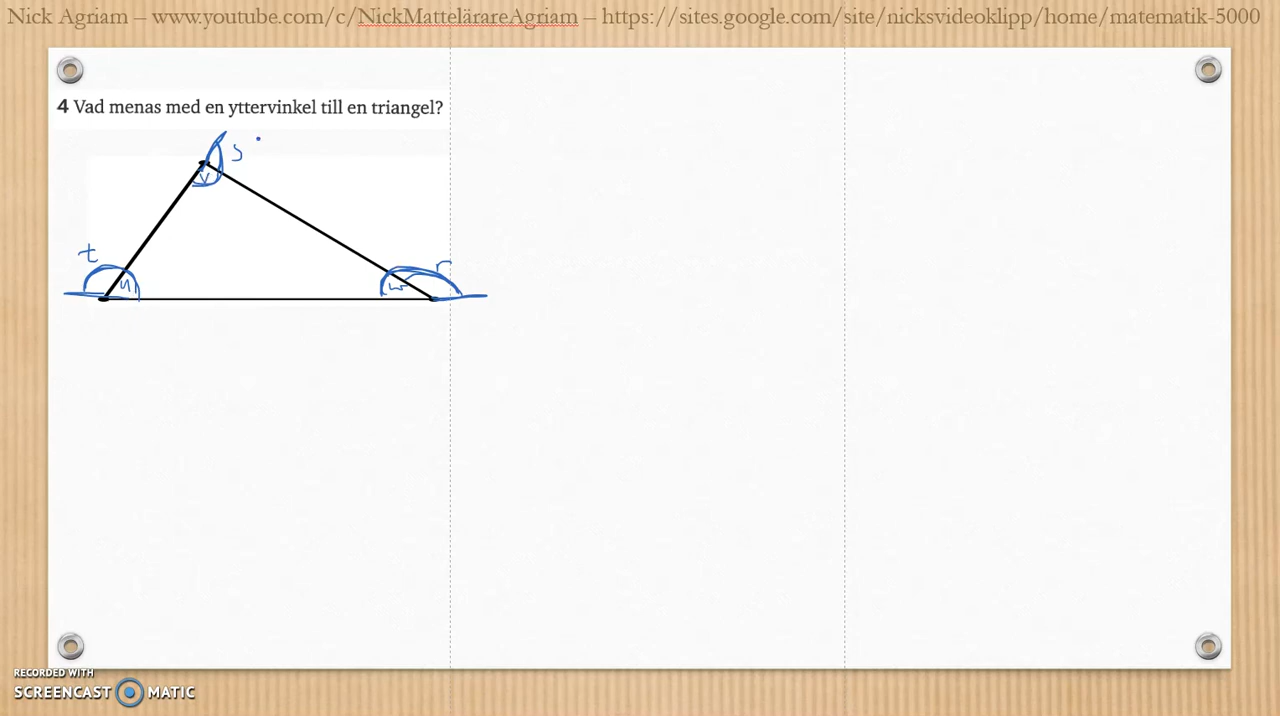 Nick Agriam – www.youtube.com/c/NickMattelärareAgriam – https://sites.google.com/site/nicksvideoklipp/home/matematik-5000
4 Vad menas med en yttervinkel till en triangel?
s
v
t
u
w
r
RECORDED WITH
SCREENCAST MATIC